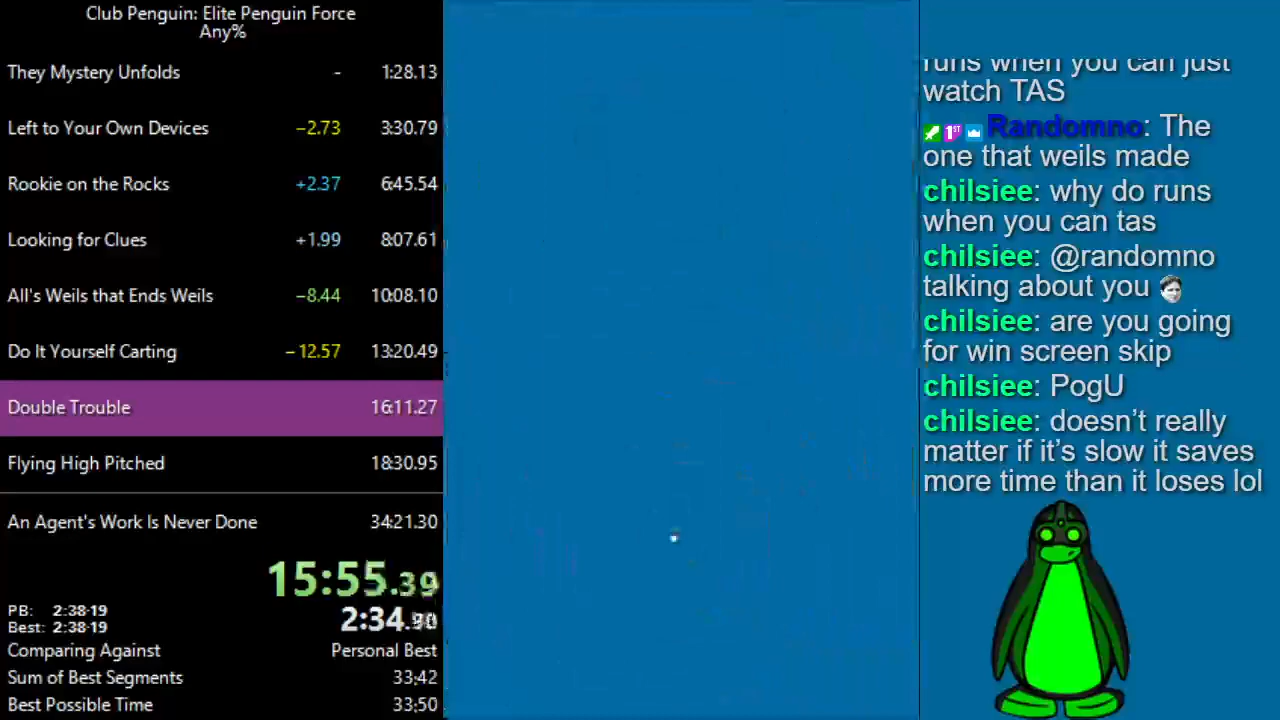 Club Penguin: Elite Penguin Force
Any%
They Mystery Unfolds - 1:28.13
Left to Your Own Devices −2.73 3:30.79
Rookie on the Rocks +2.37 6:45.54
Looking for Clues +1.99 8:07.61
All's Weils that Ends Weils −8.44 10:08.10
Do It Yourself Carting −12.57 13:20.49
Double Trouble 16:11.27
Flying High Pitched 18:30.95
An Agent's Work Is Never Done 34:21.30
15:55.39
PB: 2:38.19
Best: 2:38.19
2:34.90
Comparing Against Personal Best
Sum of Best Segments 33:42
Best Possible Time 33:50
runs when you can just
watch TAS
1ST Randomno: The
one that weils made
chilsiee: why do runs
when you can tas
chilsiee: @randomno
talking about you
chilsiee: are you going
for win screen skip
chilsiee: PogU
chilsiee: doesn't really
matter if it's slow it saves
more time than it loses lol